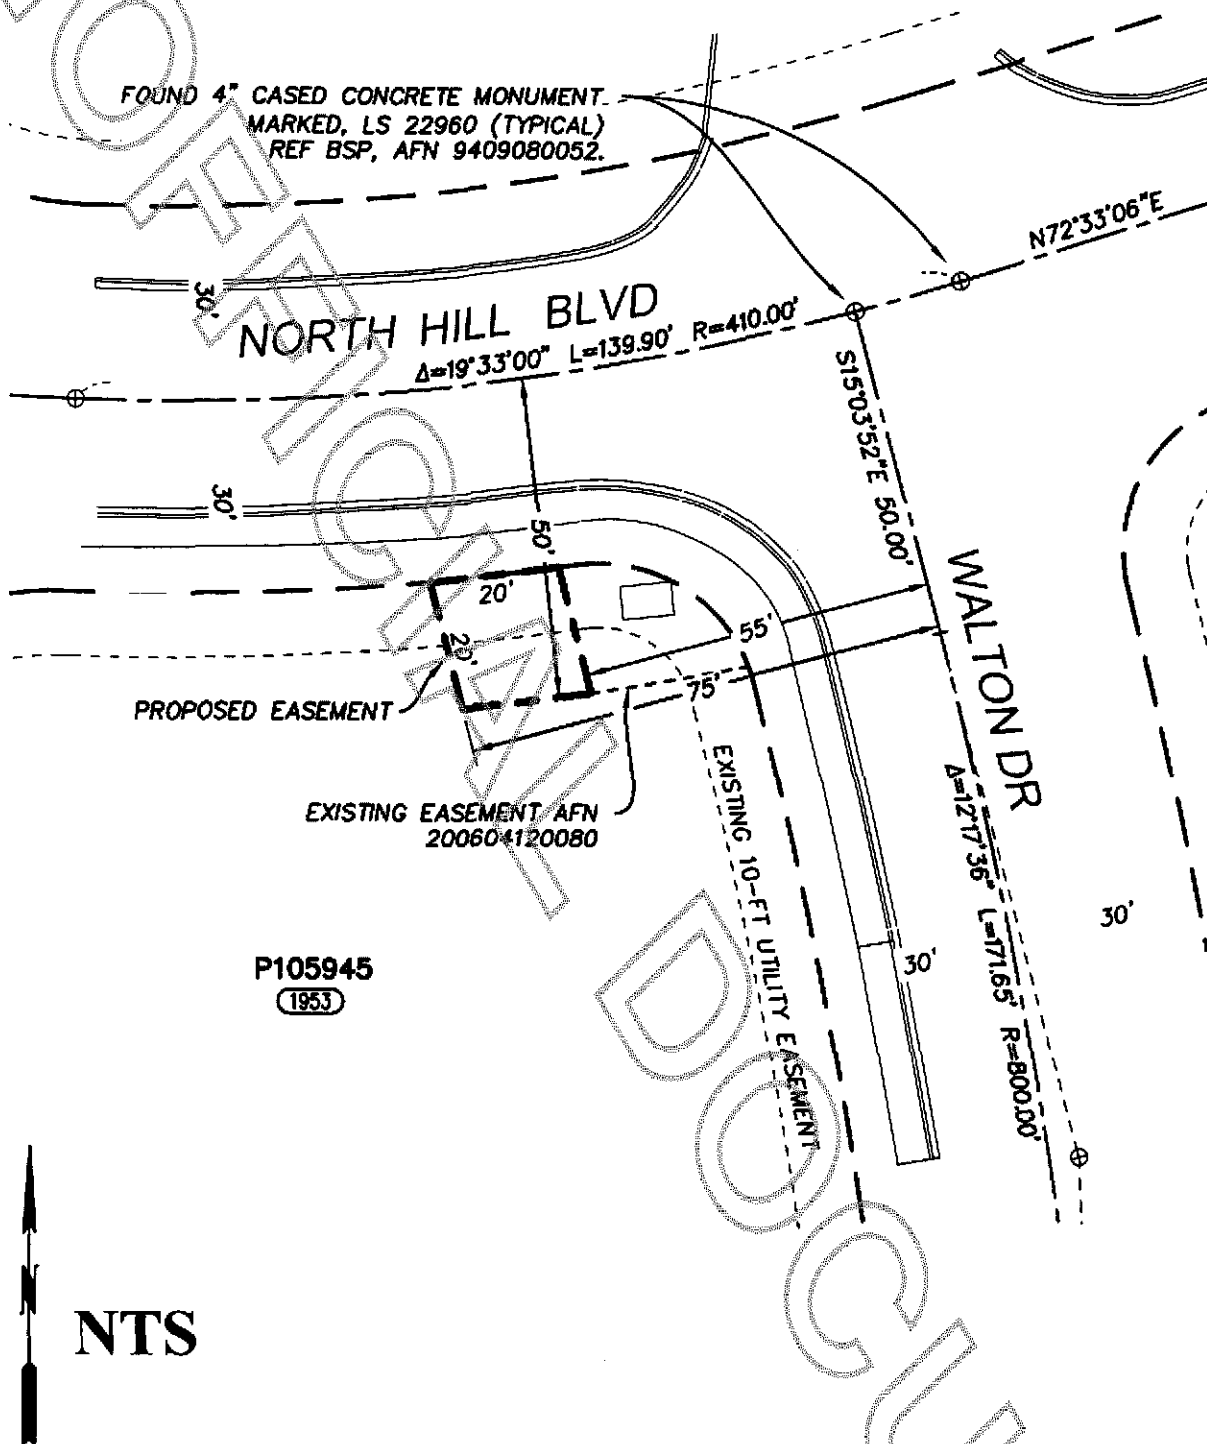 FOUND 4" CASED CONCRETE MONUMENT
MARKED, LS 22960 (TYPICAL)
REF BSP, AFN 9409080052.
N72°33'06"E
30'
NORTH HILL BLVD
Δ=19°33'00" L=139.90' R=410.00'
S15°03'52"E 50.00'
30'
50'
20'
20'
55'
75'
WALTON DR
PROPOSED EASEMENT
EXISTING EASEMENT AFN
200604120080
EXISTING 10-FT UTILITY EASEMENT
Δ=12°17'36" L=171.65' R=800.00'
30'
30'
P105945
1953
N
NTS
OFFICIAL DOCU